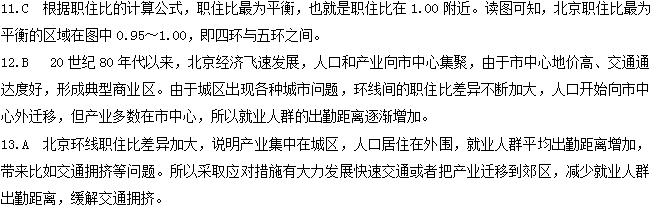 11.C 根据职住比的计算公式，职住比最为平衡，也就是职住比在 1.00 附近。读图可知，北京职住比最为
平衡的区域在图中 0.95～1.00，即四环与五环之间。
12.B 20 世纪 80 年代以来，北京经济飞速发展，人口和产业向市中心集聚，由于市中心地价高、交通通
达度好，形成典型商业区。由于城区出现各种城市问题，环线间的职住比差异不断加大，人口开始向市中
心外迁移，但产业多数在市中心，所以就业人群的出勤距离逐渐增加。
13.A 北京环线职住比差异加大，说明产业集中在城区，人口居住在外围，就业人群平均出勤距离增加，
带来比如交通拥挤等问题。所以采取应对措施有大力发展快速交通或者把产业迁移到郊区，减少就业人群
出勤距离，缓解交通拥挤。